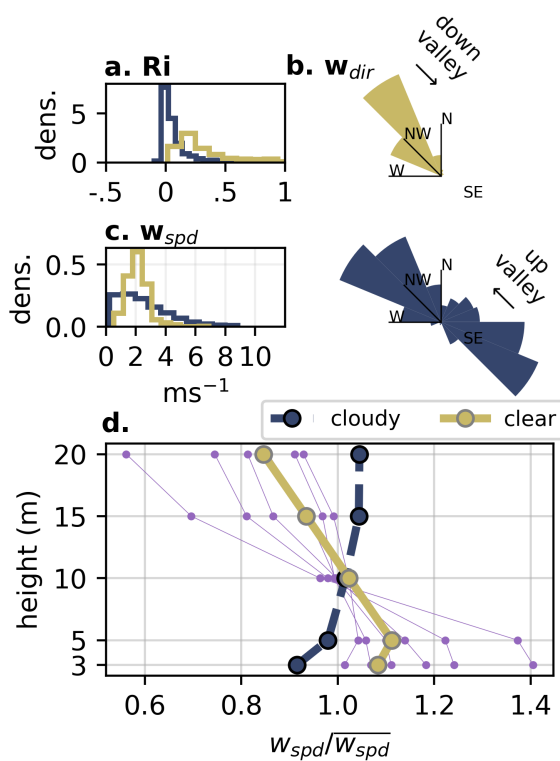 a. Ri
dens.
5
0
-.5 0 .5 1
b. w_dir
down
valley
N
NW
W
SE
c. w_spd
dens.
0.5
0.0
0 2 4 6 8 10
ms⁻¹
up
valley
N
NW
W
SE
d.
cloudy clear
height (m)
20
15
10
5
3
0.6 0.8 1.0 1.2 1.4
w_spd/w̅_s̅p̅d̅